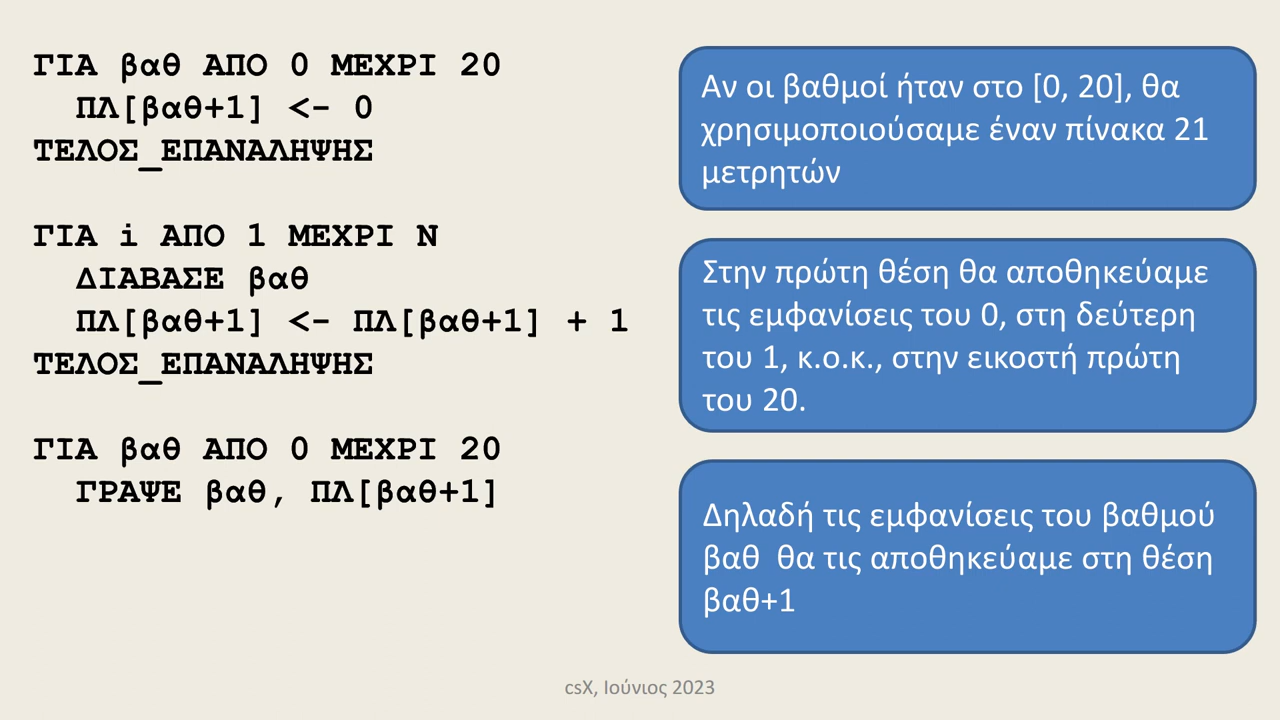 ΓΙΑ βαθ ΑΠΟ 0 ΜΕΧΡΙ 20
ΠΛ[βαθ+1] <- 0
ΤΕΛΟΣ_ΕΠΑΝΑΛΗΨΗΣ
ΓΙΑ i ΑΠΟ 1 ΜΕΧΡΙ Ν
ΔΙΑΒΑΣΕ βαθ
ΠΛ[βαθ+1] <- ΠΛ[βαθ+1] + 1
ΤΕΛΟΣ_ΕΠΑΝΑΛΗΨΗΣ
ΓΙΑ βαθ ΑΠΟ 0 ΜΕΧΡΙ 20
ΓΡΑΨΕ βαθ, ΠΛ[βαθ+1]
Αν οι βαθμοί ήταν στο [0, 20], θα
χρησιμοποιούσαμε έναν πίνακα 21
μετρητών
Στην πρώτη θέση θα αποθηκεύαμε
τις εμφανίσεις του 0, στη δεύτερη
του 1, κ.ο.κ., στην εικοστή πρώτη
του 20.
Δηλαδή τις εμφανίσεις του βαθμού
βαθ  θα τις αποθηκεύαμε στη θέση
βαθ+1
csX, Ιούνιος 2023